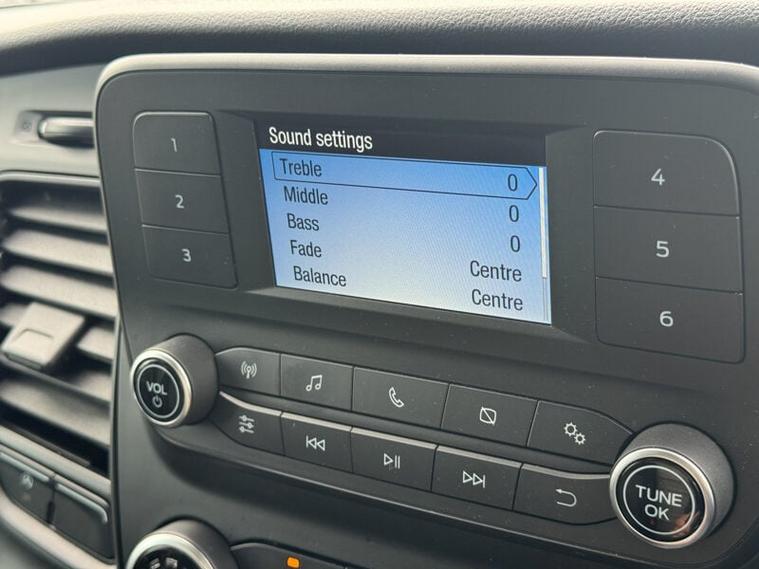 Sound settings
Treble 0
Middle 0
Bass 0
Fade Centre
Balance Centre
1
2
3
4
5
6
VOL
TUNE
OK